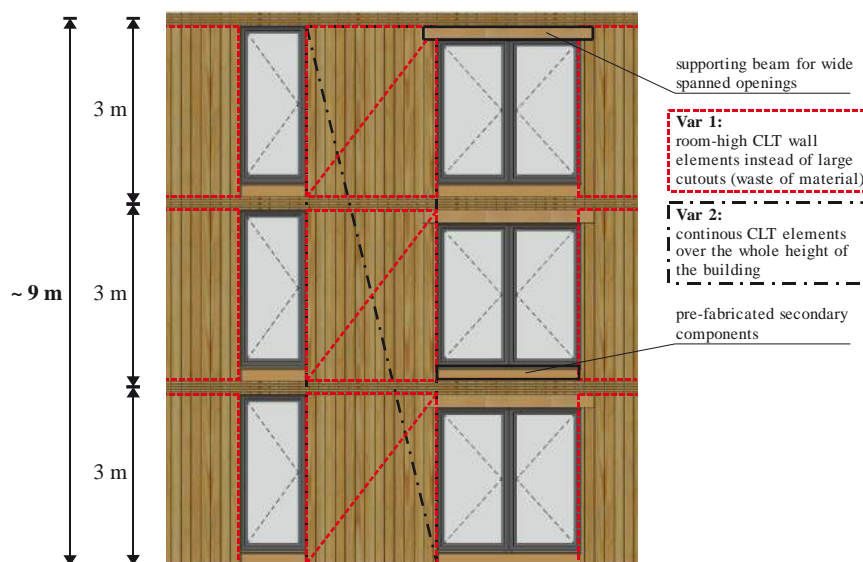 3 m
3 m
3 m
~ 9 m
supporting beam for wide
spanned openings
Var 1:
room-high CLT wall
elements instead of large
cutouts (waste of material)
Var 2:
continous CLT elements
over the whole height of
the building
pre-fabricated secondary
components